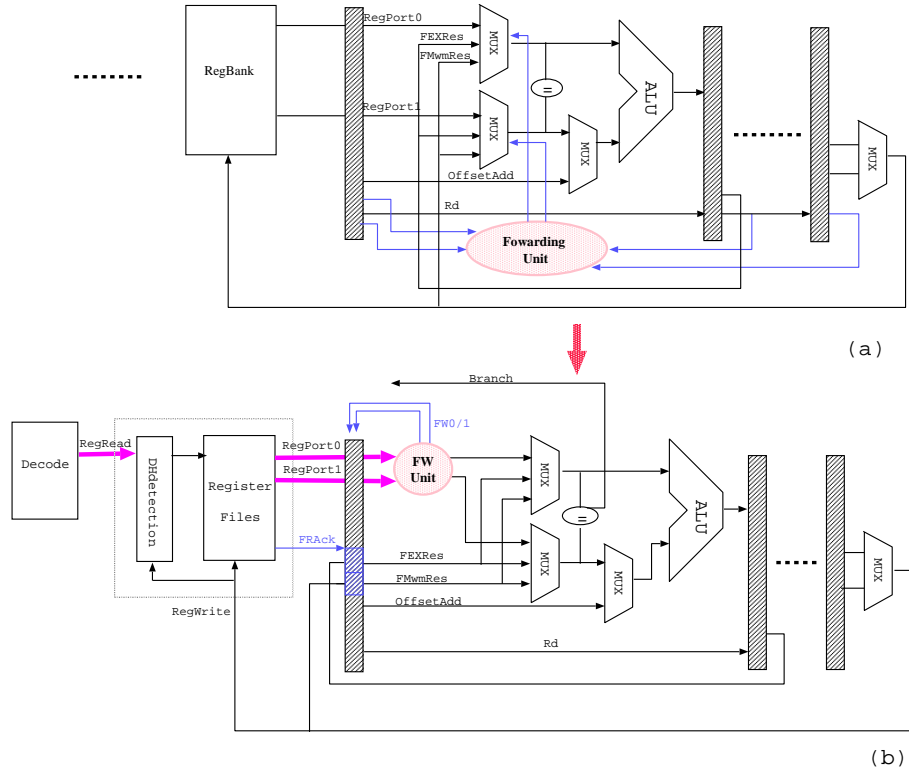 RegPort0
FEXRes
FMwmRes
MUX
RegBank
RegPort1
MUX
MUX
ALU
MUX
OffsetAdd
Rd
Fowarding
Unit
=
(a)
Branch
FW0/1
Decode
RegRead
DHdetection
Register
Files
RegPort0
RegPort1
FW
Unit
MUX
ALU
=
FRAck
FEXRes
FMwmRes
OffsetAdd
MUX
MUX
MUX
RegWrite
Rd
(b)